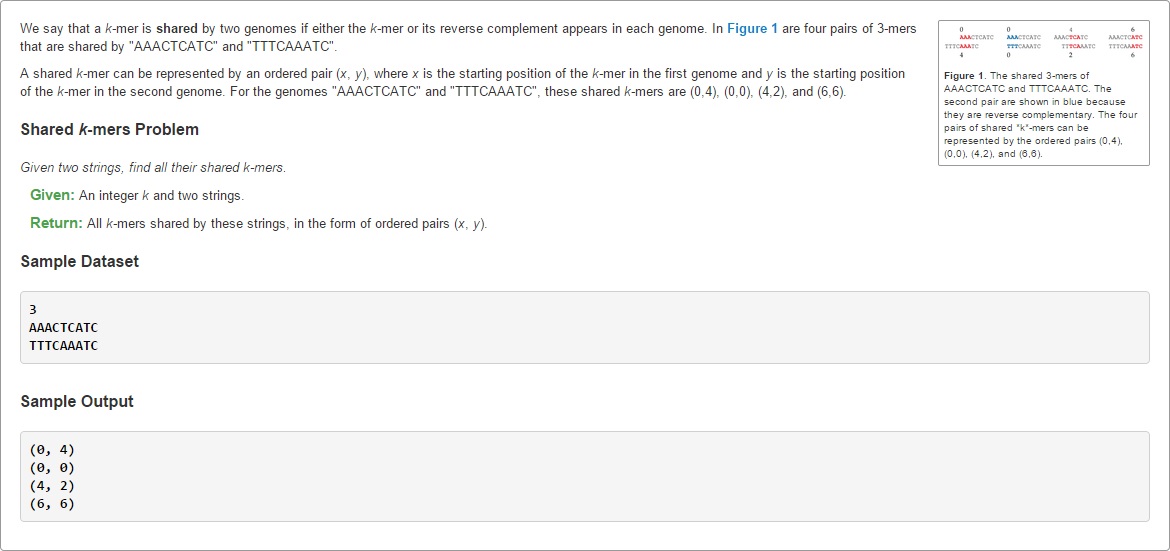 We say that a k-mer is shared by two genomes if either the k-mer or its reverse complement appears in each genome. In Figure 1 are four pairs of 3-mers
that are shared by "AAACTCATC" and "TTTCAAATC".
A shared k-mer can be represented by an ordered pair (x, y), where x is the starting position of the k-mer in the first genome and y is the starting position
of the k-mer in the second genome. For the genomes "AAACTCATC" and "TTTCAAATC", these shared k-mers are (0,4), (0,0), (4,2), and (6,6).
0 0 4 6
AAACTCATC AAACTCATC AAACTCATC AAACTCATC
TTTCAAATC TTTCAAATC TTTCAAATC TTTCAAATC
4 0 2 6
Figure 1. The shared 3-mers of
AAACTCATC and TTTCAAATC. The
second pair are shown in blue because
they are reverse complementary. The four
pairs of shared "k"-mers can be
represented by the ordered pairs (0,4),
(0,0), (4,2), and (6,6).
Shared k-mers Problem
Given two strings, find all their shared k-mers.
Given: An integer k and two strings.
Return: All k-mers shared by these strings, in the form of ordered pairs (x, y).
Sample Dataset
3
AAACTCATC
TTTCAAATC
Sample Output
(0, 4)
(0, 0)
(4, 2)
(6, 6)